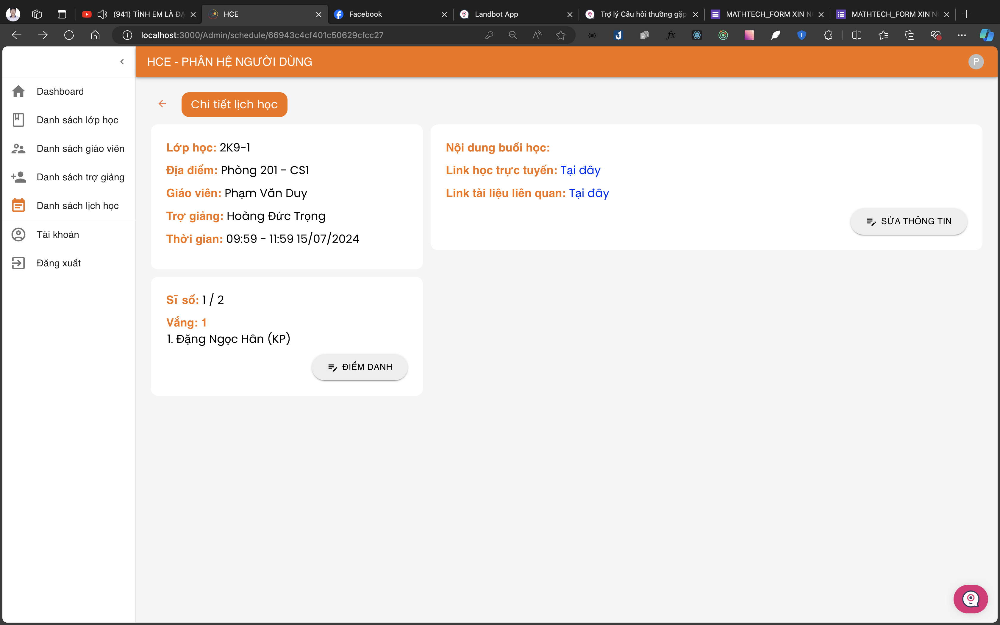 (941) TÌNH EM LÀ ĐẠ
HCE
Facebook
Landbot App
Trợ lý Câu hỏi thường gặp
MATHTECH_FORM XIN N
MATHTECH_FORM XIN N
localhost:3000/Admin/schedule/66943c4cf401c50629cfcc27
HCE - PHÂN HỆ NGƯỜI DÙNG
P
Dashboard
Danh sách lớp học
Danh sách giáo viên
Danh sách trợ giảng
Danh sách lịch học
Tài khoản
Đăng xuất
Chi tiết lịch học
Lớp học: 2K9-1
Địa điểm: Phòng 201 - CS1
Giáo viên: Phạm Văn Duy
Trợ giảng: Hoàng Đức Trọng
Thời gian: 09:59 - 11:59 15/07/2024
Nội dung buổi học:
Link học trực tuyến: Tại đây
Link tài liệu liên quan: Tại đây
SỬA THÔNG TIN
Sĩ số: 1 / 2
Vắng: 1
1. Đặng Ngọc Hân (KP)
ĐIỂM DANH